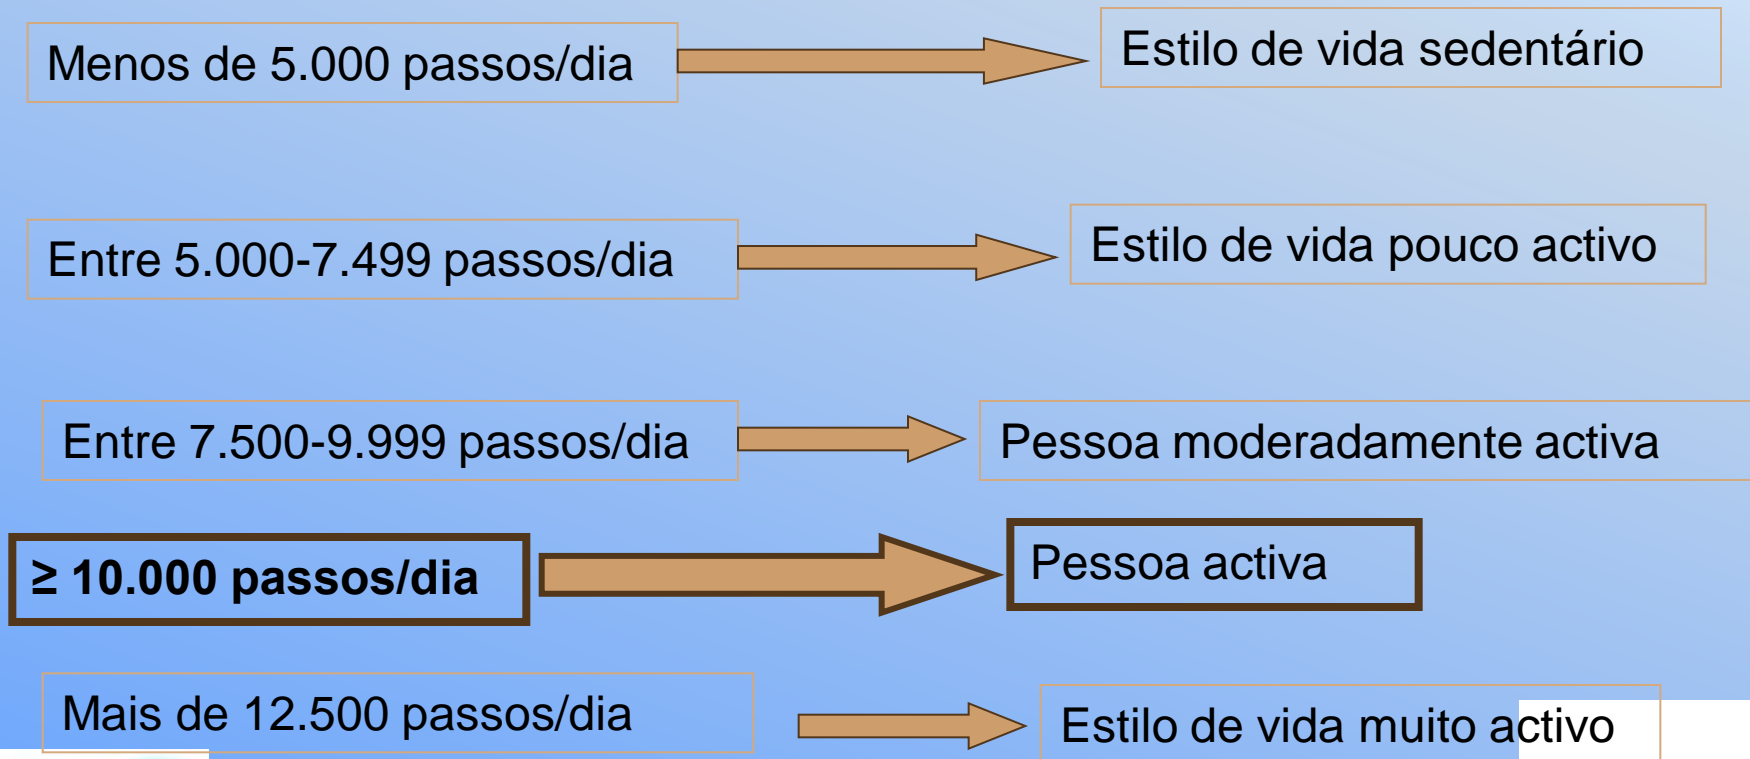 Menos de 5.000 passos/dia
Estilo de vida sedentário
Entre 5.000-7.499 passos/dia
Estilo de vida pouco activo
Entre 7.500-9.999 passos/dia
Pessoa moderadamente activa
≥ 10.000 passos/dia
Pessoa activa
Mais de 12.500 passos/dia
Estilo de vida muito activo